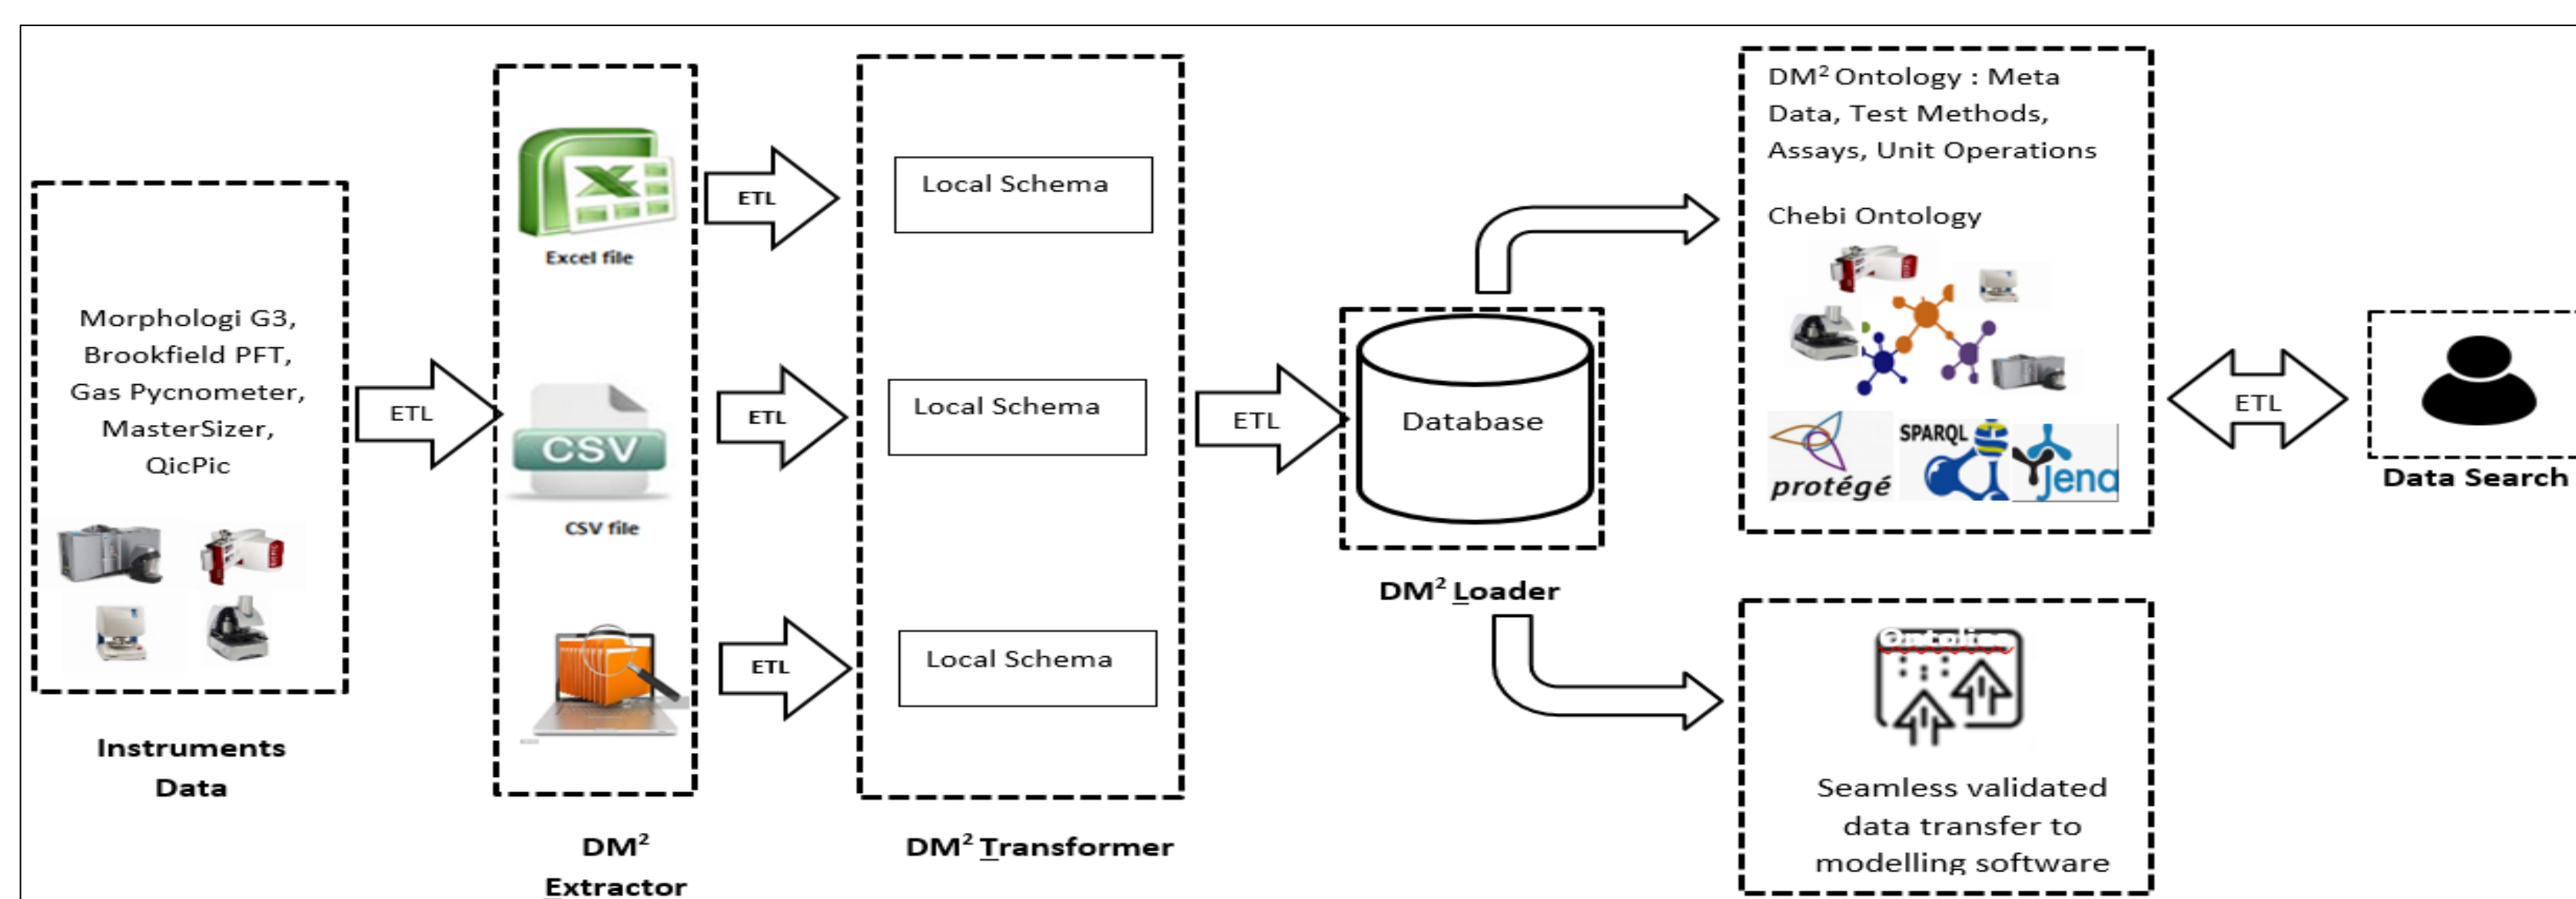 Morphologi G3,
Brookfield PFT,
Gas Pycnometer,
MasterSizer,
QicPic
Instruments
Data
ETL
Excel file
CSV
CSV file
DM² 
Extractor
ETL
ETL
ETL
Local Schema
Local Schema
Local Schema
DM² Transformer
ETL
Database
DM² Loader
DM² Ontology : Meta
Data, Test Methods,
Assays, Unit Operations
Chebi Ontology
protégé
SPARQL
Jena
ETL
Data Search
Seamless validated
data transfer to
modelling software